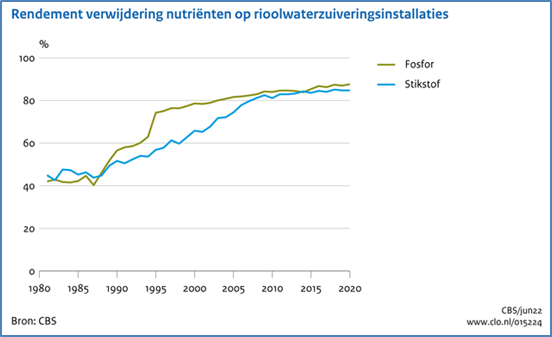 Rendement verwijdering nutriënten op rioolwaterzuiveringsinstallaties
%
100
80
60
40
20
0
1980 1985 1990 1995 2000 2005 2010 2015 2020
Fosfor
Stikstof
CBS/jun22
Bron: CBS www.clo.nl/015224